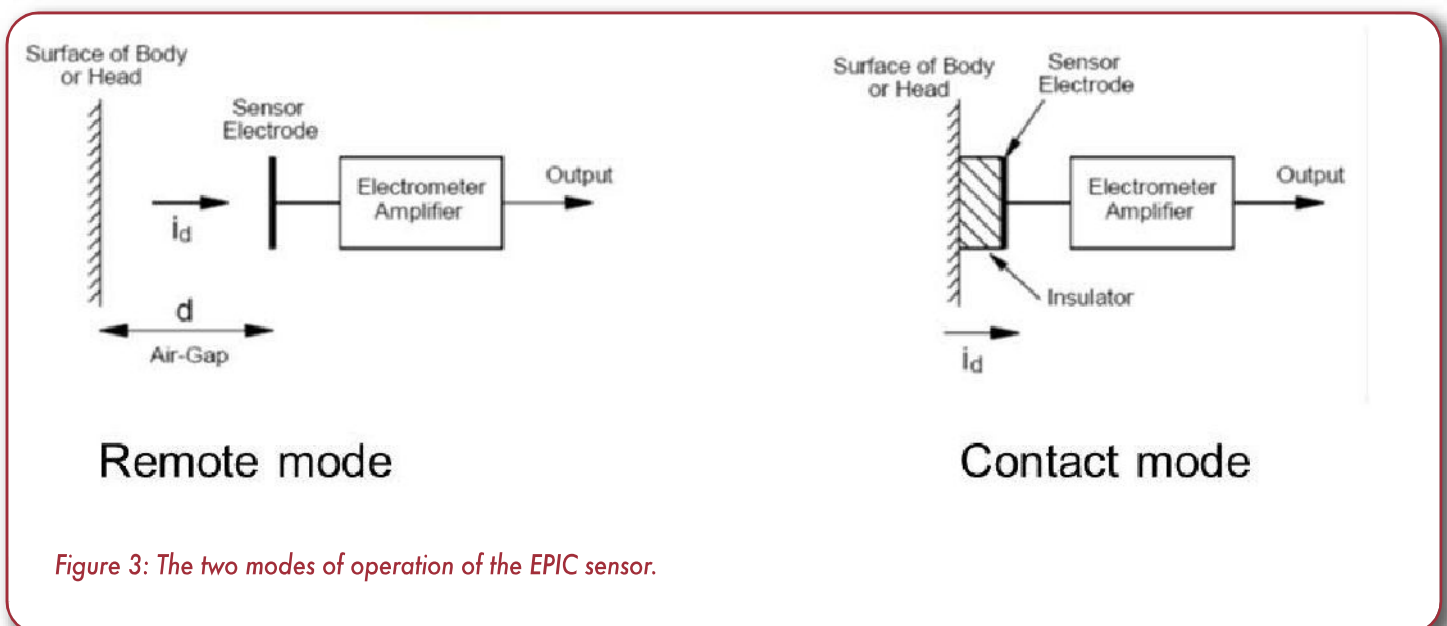 Surface of Body
or Head
Sensor
Electrode
Electrometer
Amplifier
Output
id
d
Air-Gap
Remote mode
Surface of Body
or Head
Sensor
Electrode
Electrometer
Amplifier
Output
Insulator
id
Contact mode
Figure 3: The two modes of operation of the EPIC sensor.